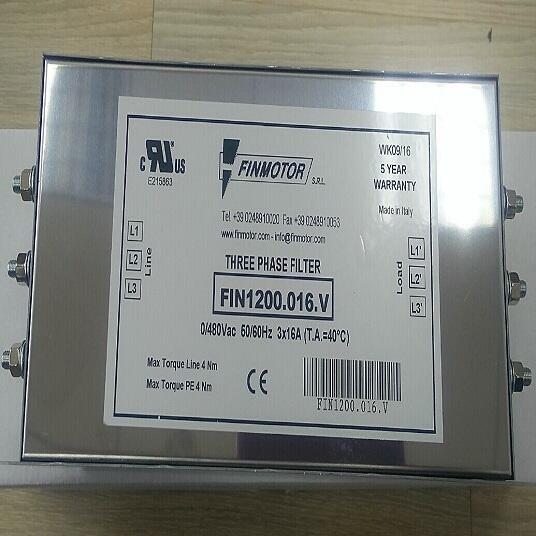 c RU US
E215863
FINMOTOR S.R.L.
WK09/16
5 YEAR
WARRANTY
Made in Italy
Tel. +39 0248910020 Fax +39 0248910053
www.finmotor.com - info@finmotor.com
L1
L2
L3
Line
Load
L1'
L2'
L3'
THREE PHASE FILTER
FIN1200.016.V
0/480Vac 50/60Hz 3x16A (T.A.=40°C)
Max Torque Line 4 Nm
Max Torque PE 4 Nm
CE
FIN1200.016.V